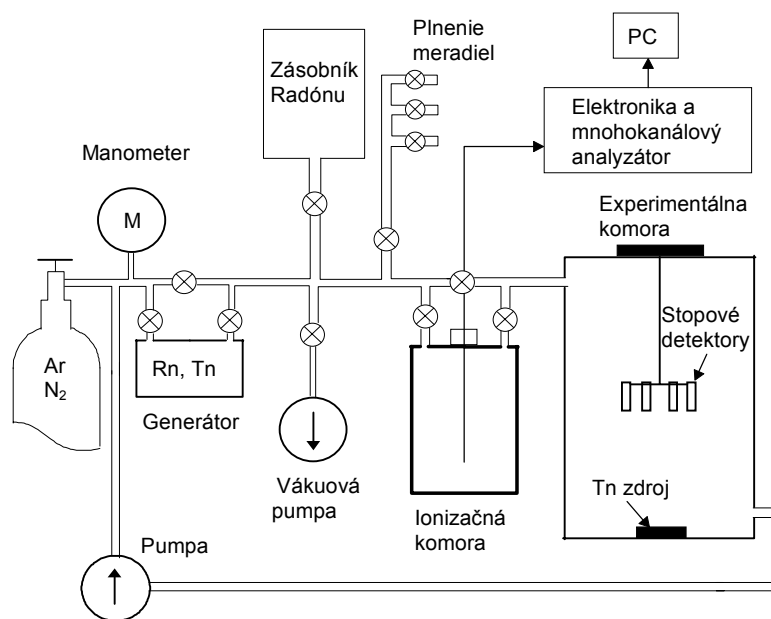 PC
Plnenie
meradiel
Zásobník
Radónu
Elektronika a
mnohokanálový
analyzátor
Manometer
M
Experimentálna
komora
Stopové
detektory
Ar
N₂
Rn, Tn
Generátor
Vákuová
pumpa
Ionizačná
komora
Tn zdroj
Pumpa